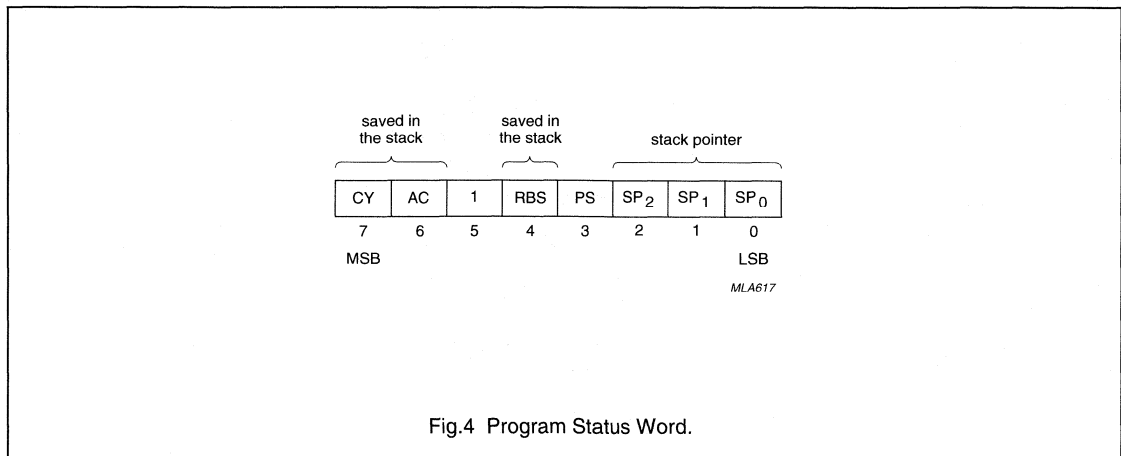 saved in the stack
saved in the stack
stack pointer
CY AC 1 RBS PS SP2 SP1 SP0
7 6 5 4 3 2 1 0
MSB LSB
MLA617
Fig.4 Program Status Word.